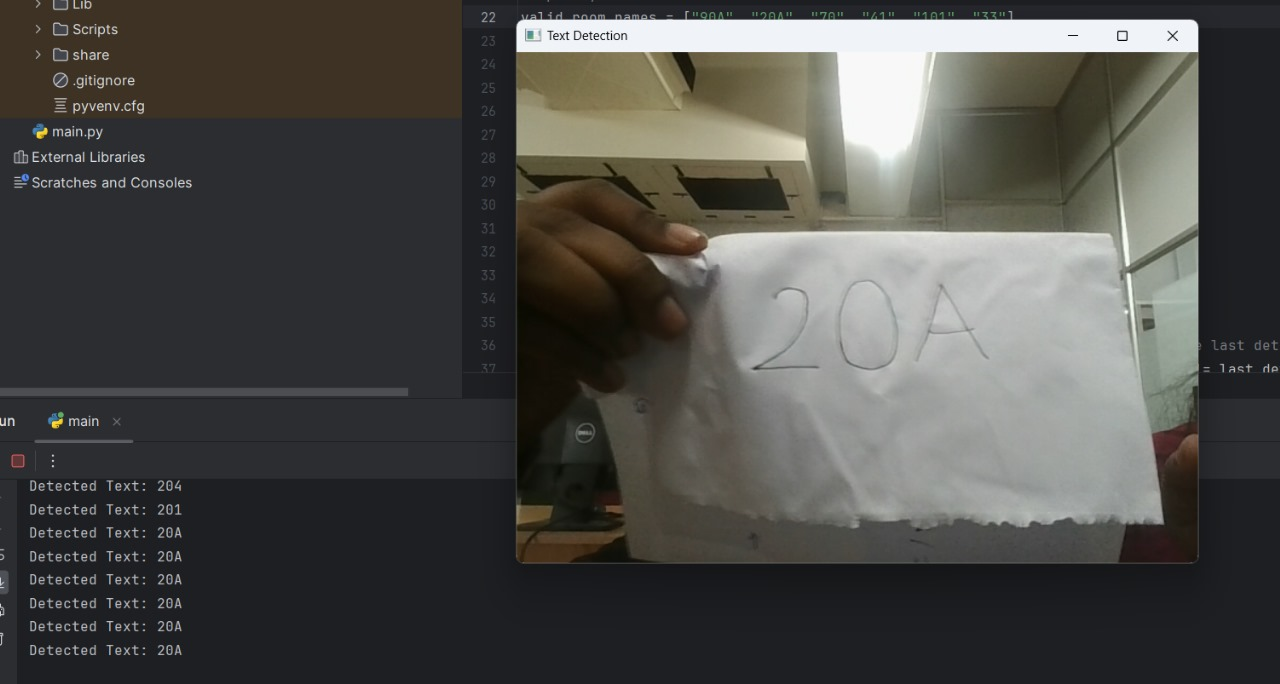 Lib
Scripts
share
.gitignore
pyvenv.cfg
main.py
External Libraries
Scratches and Consoles
22 valid_room_names = ["90A", "20A", "70", "41", "101", "33"]
23
24
25
26
27
28
29
30
31
32
33
34
35
36 last det
37 = last_de
Text Detection
20A
DELL
un
main
Detected Text: 204
Detected Text: 201
Detected Text: 20A
Detected Text: 20A
Detected Text: 20A
Detected Text: 20A
Detected Text: 20A
Detected Text: 20A